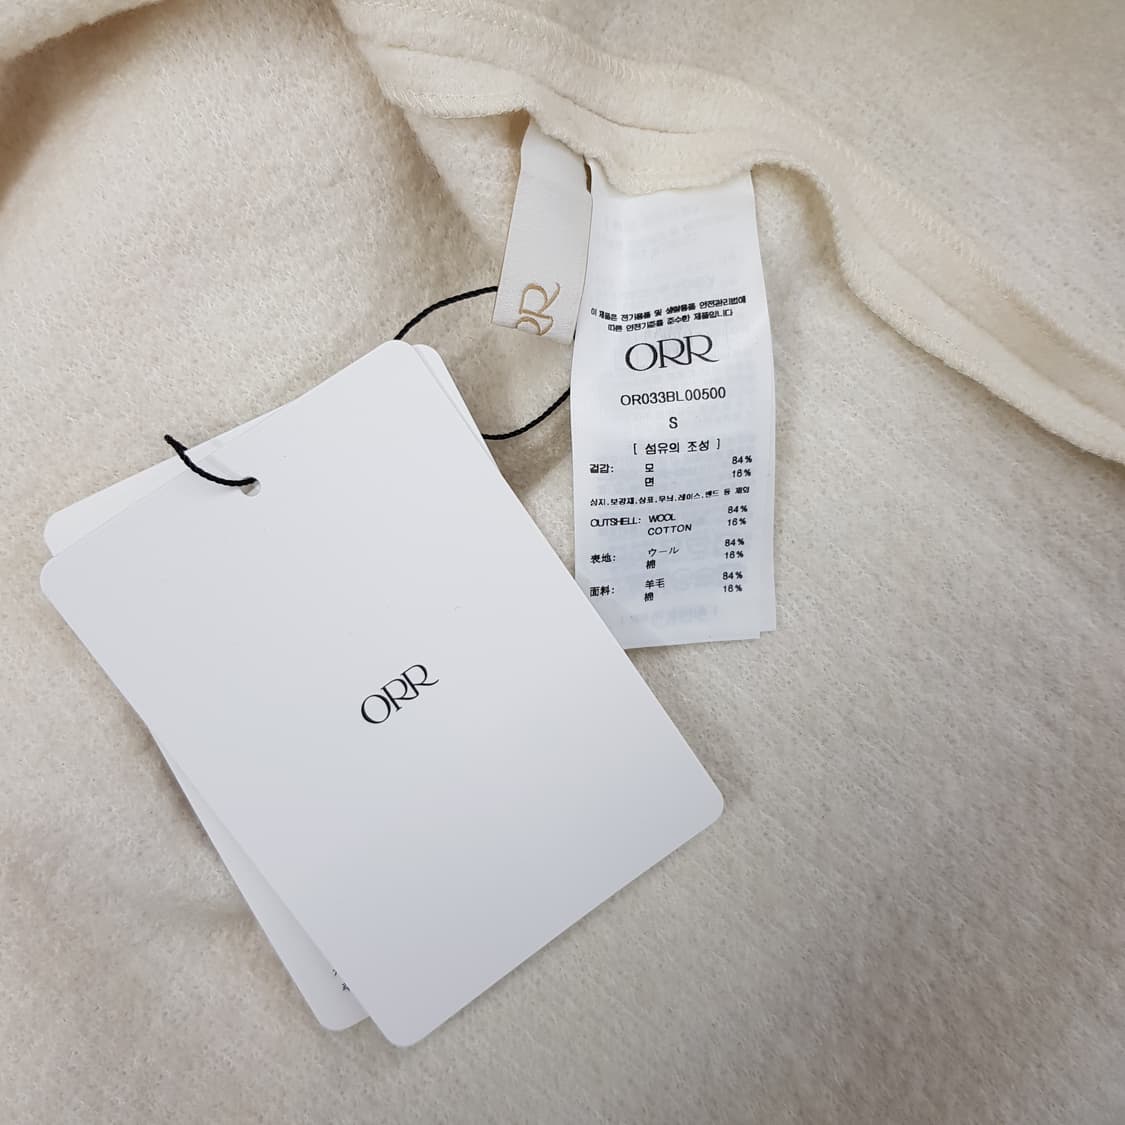 이 제품은 전기용품 및 생활용품 안전관리법에
따른 안전기준을 준수한 제품입니다
ORR
OR033BL00500
S
[ 섬유의 조성 ]
겉감: 모 84%
면 16%
심지.보강재.상표.무늬.레이스.밴드 등 제외
OUTSHELL: WOOL 84%
COTTON 16%
表地: ウール 84%
綿 16%
面料: 羊毛 84%
棉 16%
ORR